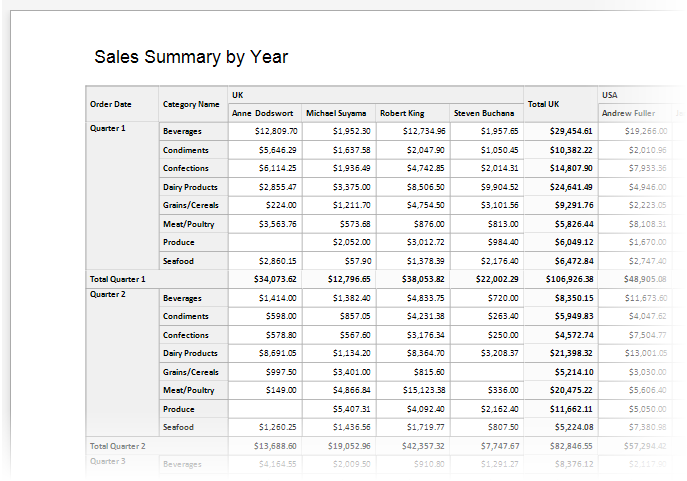 Sales Summary by Year
UK USA
Order Date Category Name Total UK
Anne Dodswort Michael Suyama Robert King Steven Buchana Andrew Fuller
Quarter 1 Beverages $12,809.70 $1,952.30 $12,734.96 $1,957.65 $29,454.61 $19,266.00
Condiments $5,646.29 $1,637.58 $2,047.90 $1,050.45 $10,382.22 $2,010.96
Confections $6,114.25 $1,936.49 $4,742.85 $2,014.31 $14,807.90 $7,933.36
Dairy Products $2,855.47 $3,375.00 $8,506.50 $9,904.52 $24,641.49 $4,946.00
Grains/Cereals $224.00 $1,211.70 $4,754.50 $3,101.56 $9,291.76 $2,223.05
Meat/Poultry $3,563.76 $573.68 $876.00 $813.00 $5,826.44 $8,108.51
Produce $2,052.00 $3,012.72 $984.40 $6,049.12 $1,670.00
Seafood $2,860.15 $57.90 $1,378.39 $2,176.40 $6,472.84 $2,747.40
Total Quarter 1 $34,073.62 $12,796.65 $38,053.82 $22,002.29 $106,926.38 $48,905.08
Quarter 2 Beverages $1,414.00 $1,382.40 $4,833.75 $720.00 $8,350.15 $11,673.60
Condiments $598.00 $857.05 $4,231.38 $263.40 $5,949.83 $4,047.62
Confections $578.80 $567.60 $3,176.34 $250.00 $4,572.74 $7,504.77
Dairy Products $8,691.05 $1,134.20 $8,364.70 $3,208.37 $21,398.32 $13,001.05
Grains/Cereals $997.50 $3,401.00 $815.60 $5,214.10 $3,030.00
Meat/Poultry $149.00 $4,866.84 $15,123.38 $336.00 $20,475.22 $5,606.40
Produce $5,407.31 $4,092.40 $2,162.40 $11,662.11 $5,050.00
Seafood $1,260.25 $1,436.56 $1,719.77 $807.50 $5,224.08 $7,380.98
Total Quarter 2 $13,688.60 $19,052.96 $42,357.32 $7,747.67 $82,846.55 $57,294.42
Quarter 3 Beverages $4,164.55 $2,009.50 $910.80 $1,291.27 $8,376.12